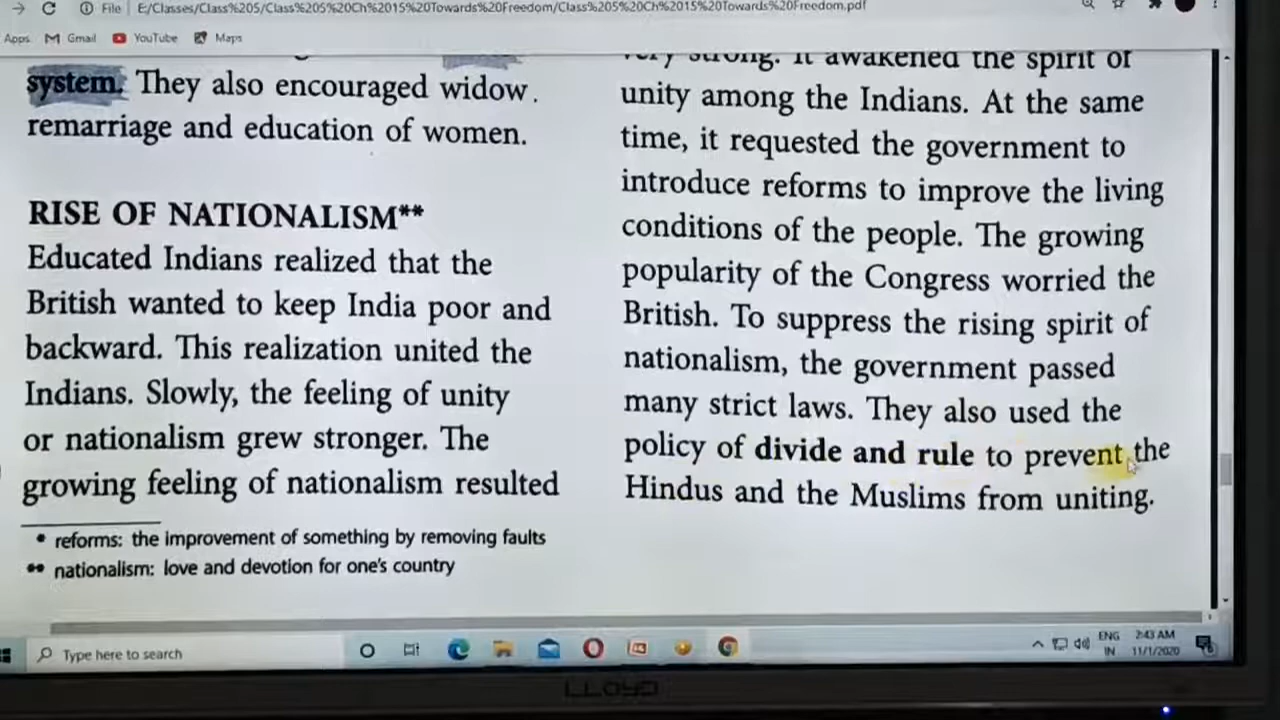 File | E:/Classes/Class%205/Class%205%20Ch%2015%20Towards%20Freedom/Class%205%20Ch%2015%20Towards%20Freedom.pdf
Apps Gmail YouTube Maps
system. They also encouraged widow
remarriage and education of women.
RISE OF NATIONALISM**
Educated Indians realized that the
British wanted to keep India poor and
backward. This realization united the
Indians. Slowly, the feeling of unity
or nationalism grew stronger. The
growing feeling of nationalism resulted
* reforms: the improvement of something by removing faults
** nationalism: love and devotion for one's country
very strong. It awakened the spirit of
unity among the Indians. At the same
time, it requested the government to
introduce reforms to improve the living
conditions of the people. The growing
popularity of the Congress worried the
British. To suppress the rising spirit of
nationalism, the government passed
many strict laws. They also used the
policy of divide and rule to prevent the
Hindus and the Muslims from uniting.
Type here to search
ENG
IN
2:43 AM
11/1/2020
LLOYD